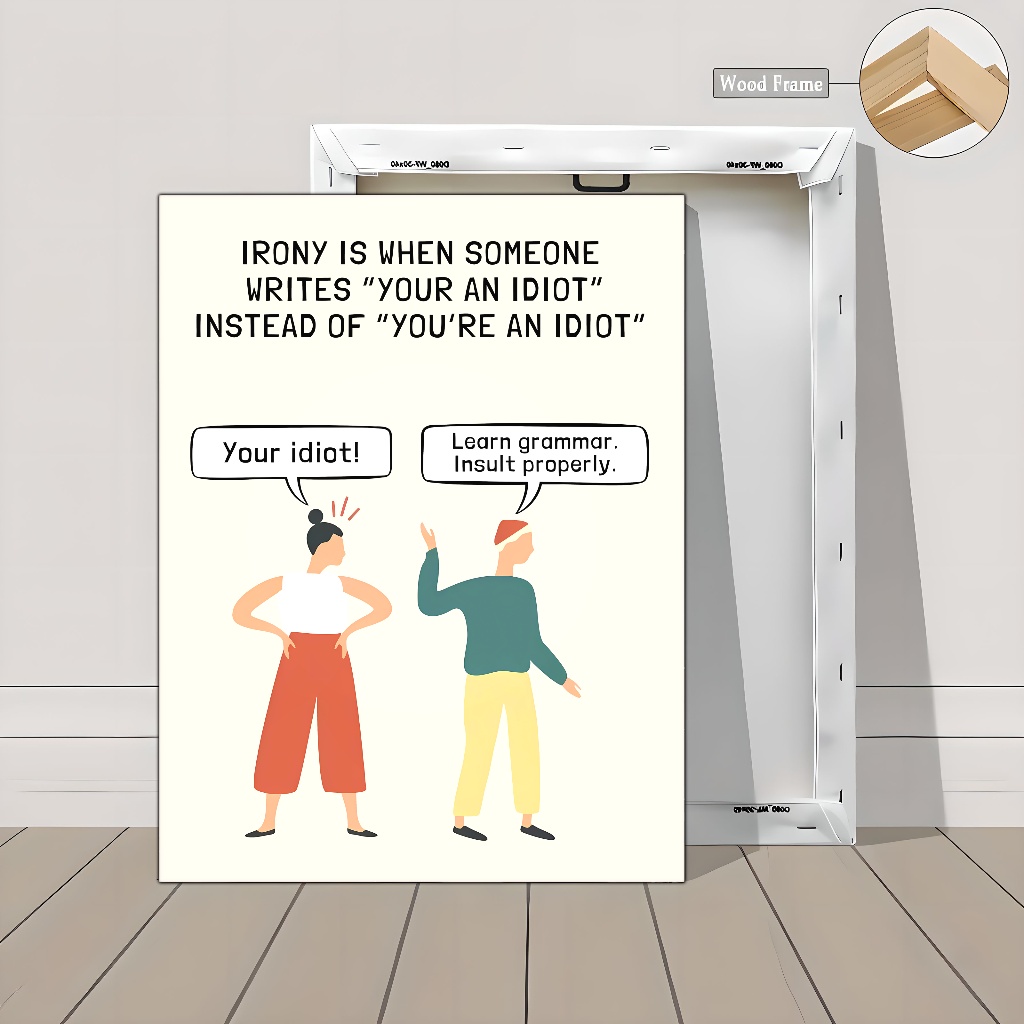 Wood Frame
IRONY IS WHEN SOMEONE
WRITES "YOUR AN IDIOT"
INSTEAD OF "YOU'RE AN IDIOT"
Your idiot!
Learn grammar.
Insult properly.